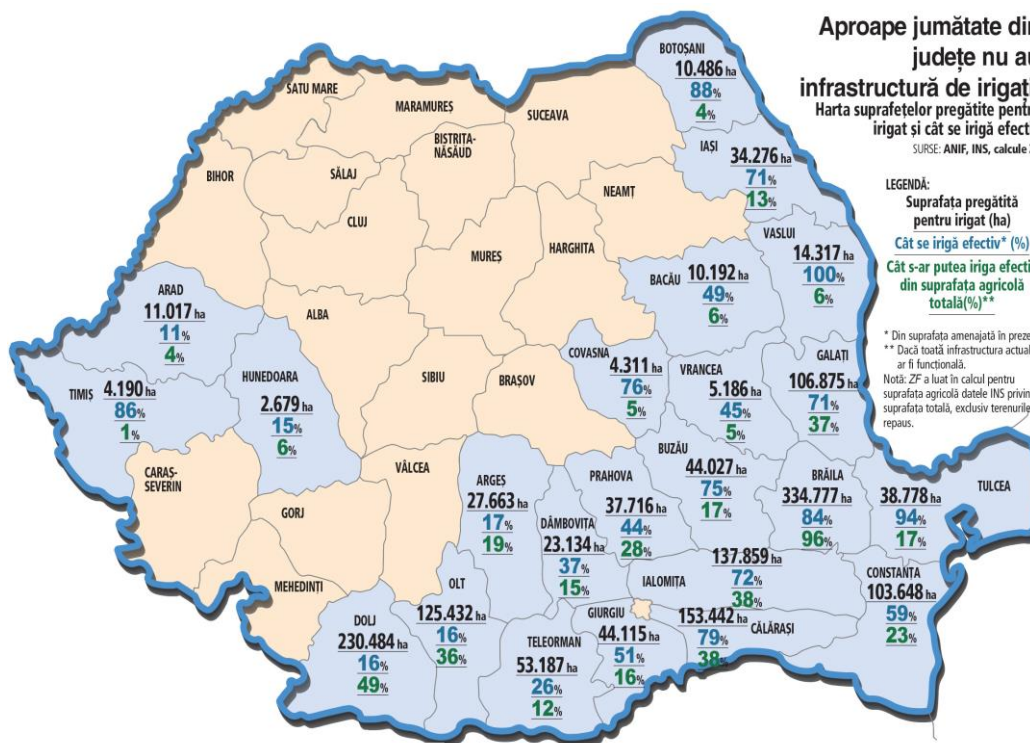 Aproape jumătate din
județe nu au
infrastructură de irigații
Harta suprafețelor pregătite pentru
irigat și cât se irigă efectiv
SURSE: ANIF, INS, calcule
LEGENDĂ:
Suprafața pregătită
pentru irigat (ha)
Cât se irigă efectiv* (%)
Cât s-ar putea iriga efectiv
din suprafața agricolă
totală(%)**
* Din suprafața amenajată în preze
** Dacă toată infrastructura actual
ar fi funcțională.
Notă: ZF a luat în calcul pentru
suprafața agricolă datele INS privin
suprafața totală, exclusiv terenurile
repaus.
BOTOȘANI
10.486 ha
88%
4%
SATU MARE
MARAMUREȘ
SUCEAVA
BISTRIȚA-
NĂSĂUD
IAȘI
34.276 ha
71%
13%
BIHOR
SĂLAJ
CLUJ
NEAMȚ
MUREȘ
HARGHITA
VASLUI
14.317 ha
100%
6%
BACĂU
10.192 ha
49%
6%
ARAD
11.017 ha
11%
4%
ALBA
TIMIȘ
4.190 ha
86%
1%
HUNEDOARA
2.679 ha
15%
6%
SIBIU
BRAȘOV
COVASNA
4.311 ha
76%
5%
VRANCEA
5.186 ha
45%
5%
GALAȚI
106.875 ha
71%
37%
CARAȘ-
SEVERIN
GORJ
VÂLCEA
ARGEȘ
27.663 ha
17%
19%
DÂMBOVIȚA
23.134 ha
37%
15%
PRAHOVA
37.716 ha
44%
28%
BUZĂU
44.027 ha
75%
17%
BRĂILA
334.777 ha
84%
96%
TULCEA
38.778 ha
94%
17%
MEHEDINȚI
DOLJ
230.484 ha
16%
49%
OLT
125.432 ha
16%
36%
TELEORMAN
53.187 ha
26%
12%
GIURGIU
44.115 ha
51%
16%
IALOMIȚA
137.859 ha
72%
38%
CĂLĂRAȘI
153.442 ha
79%
38%
CONSTANȚA
103.648 ha
59%
23%